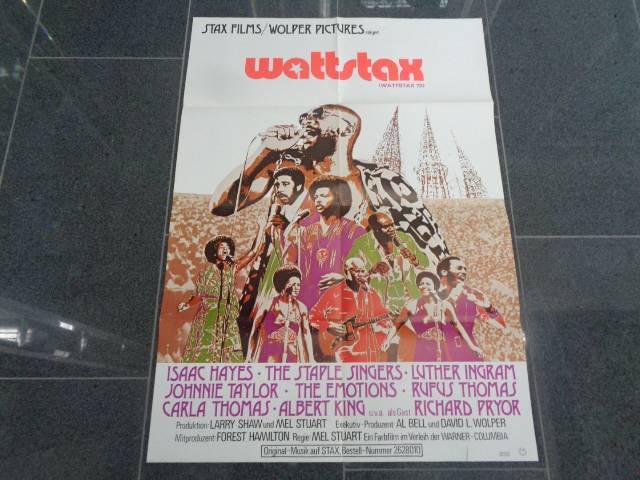 STAX FILMS/WOLPER PICTURES zeigen
wattstax
(WATTSTAX 72)
ISAAC HAYES · THE STAPLE SINGERS · LUTHER INGRAM
JOHNNIE TAYLOR · THE EMOTIONS · RUFUS THOMAS
CARLA THOMAS · ALBERT KING u.v.a. als Gast RICHARD PRYOR
Produktion: LARRY SHAW und MEL STUART Exekutiv-Produzent AL BELL und DAVID L. WOLPER
Mitproduzent: FOREST HAMILTON Regie: MEL STUART Ein Farbfilm im Verleih der WARNER-COLUMBIA
Original-Musik auf STAX, Bestell-Nummer 2628010